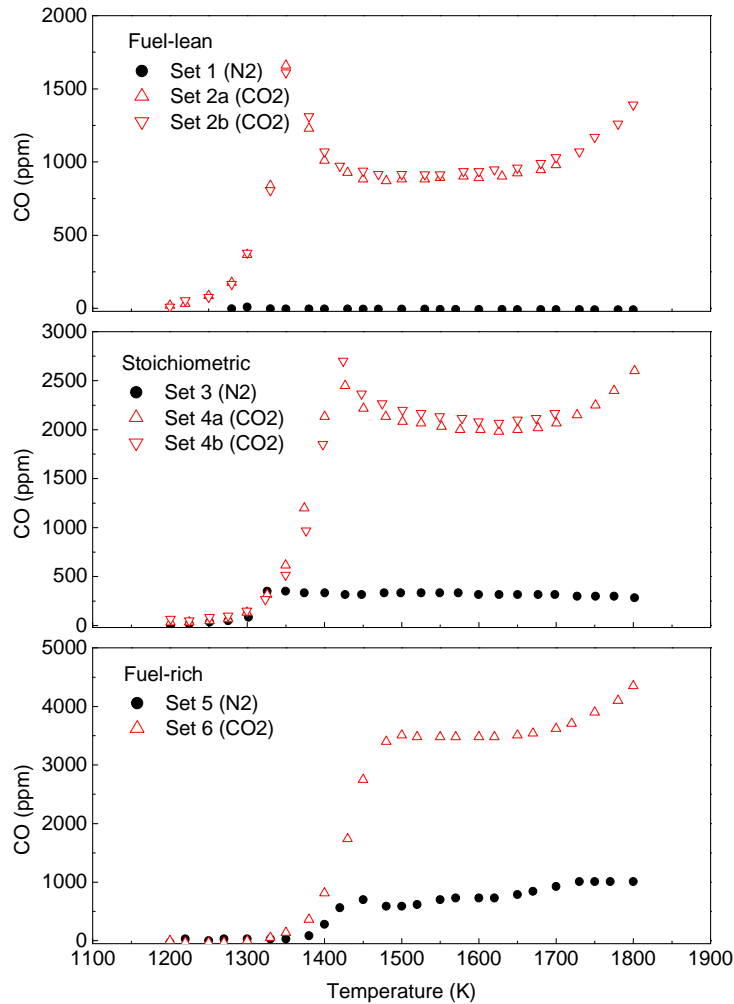 2000
1500
1000
500
0
CO (ppm)
Fuel-lean
Set 1 (N2)
Set 2a (CO2)
Set 2b (CO2)
3000
2500
2000
1500
1000
500
0
CO (ppm)
Stoichiometric
Set 3 (N2)
Set 4a (CO2)
Set 4b (CO2)
5000
4000
3000
2000
1000
0
CO (ppm)
Fuel-rich
Set 5 (N2)
Set 6 (CO2)
1100 1200 1300 1400 1500 1600 1700 1800 1900
Temperature (K)